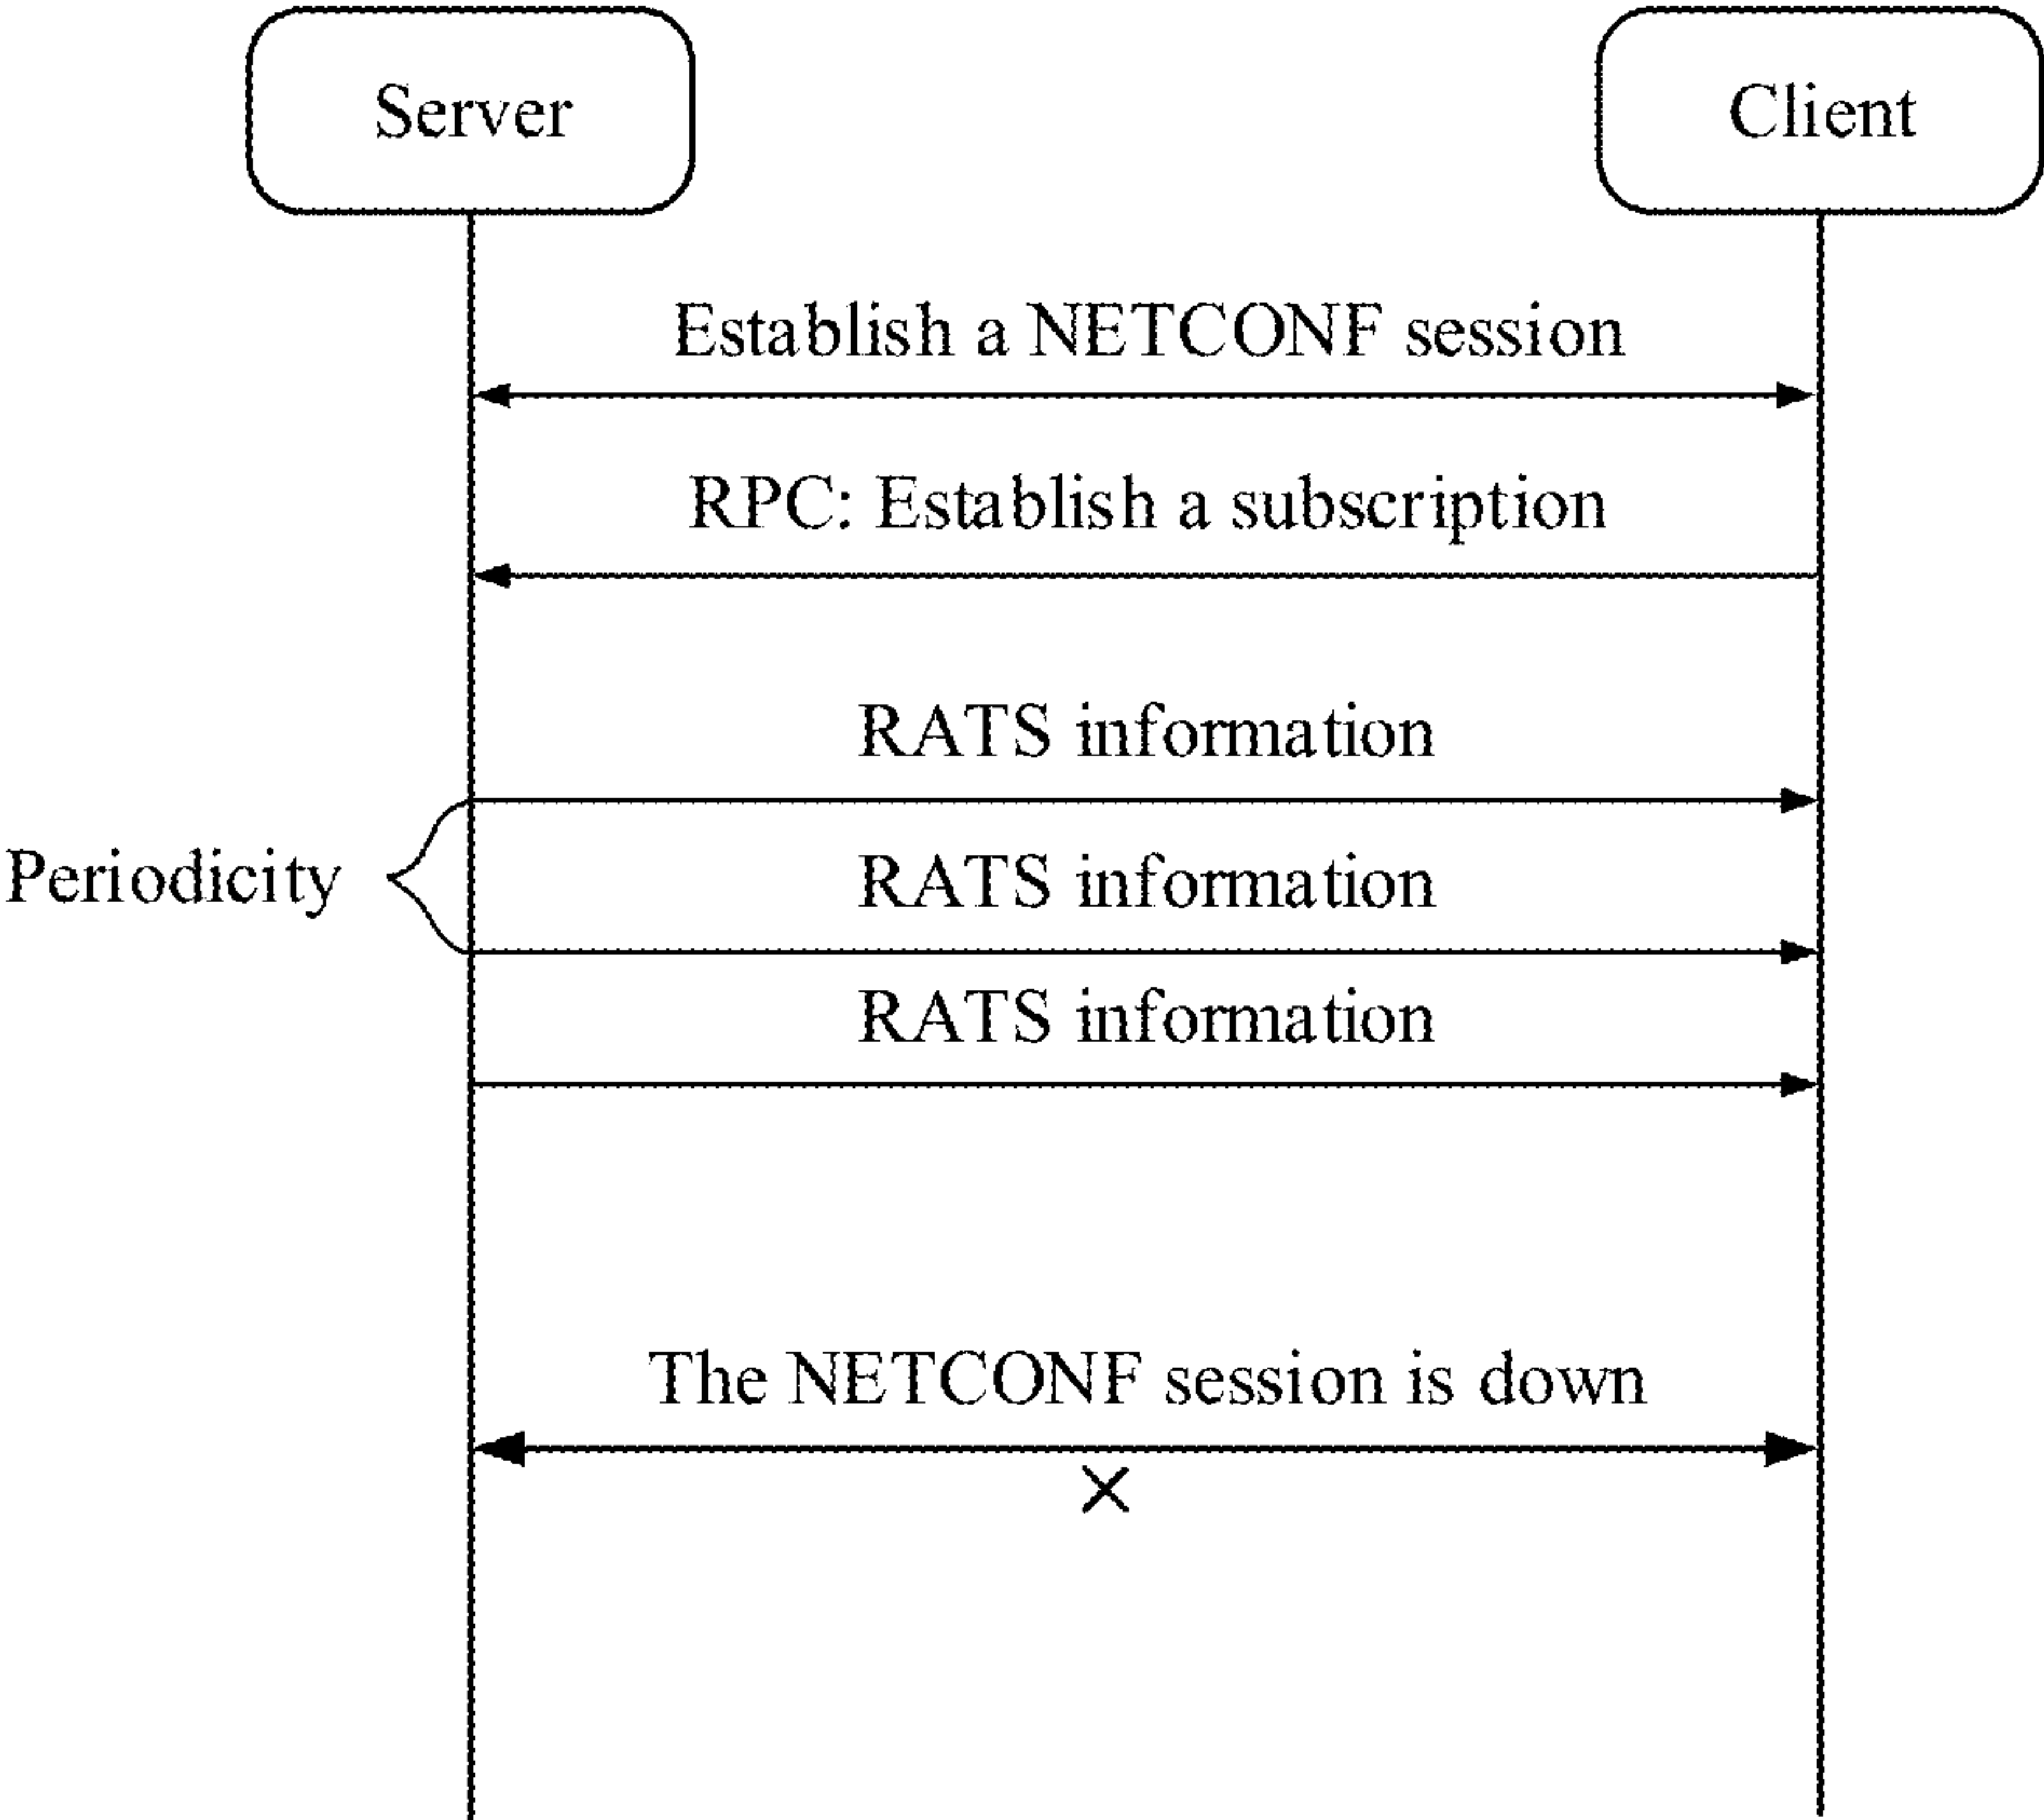 Server
Client
Establish a NETCONF session
RPC: Establish a subscription
RATS information
Periodicity
RATS information
RATS information
The NETCONF session is down